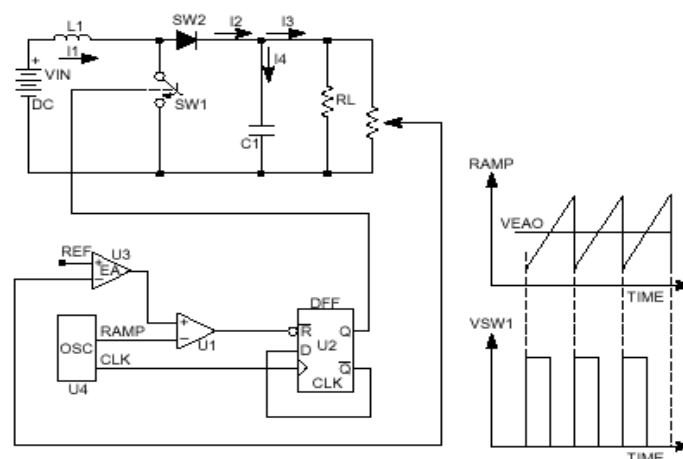 L1
I1
SW2
I2
I3
I4
+
VIN
DC
SW1
C1
RL
REF
U3
+
EA
-
RAMP
+
-
U1
OSC
CLK
U4
DFF
R
Q
D
U2
Q
CLK
RAMP
VEAO
TIME
VSW1
TIME